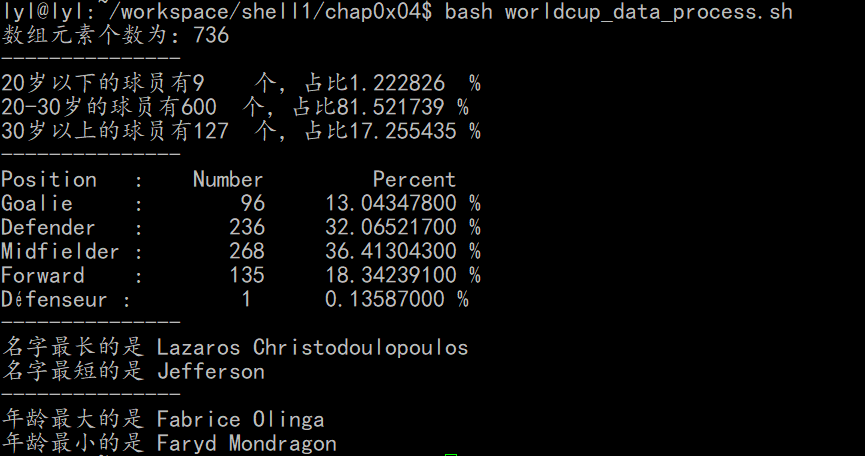 lyl@lyl:~/workspace/shell1/chap0x04$ bash worldcup_data_process.sh
数组元素个数为：736
---------------
20岁以下的球员有9    个，占比1.222826  %
20-30岁的球员有600  个，占比81.521739 %
30岁以上的球员有127  个，占比17.255435 %
---------------
Position   :    Number         Percent
Goalie     :        96     13.04347800 %
Defender   :       236     32.06521700 %
Midfielder :       268     36.41304300 %
Forward    :       135     18.34239100 %
Défenseur :         1      0.13587000 %
---------------
名字最长的是 Lazaros Christodoulopoulos
名字最短的是 Jefferson
---------------
年龄最大的是 Fabrice Olinga
年龄最小的是 Faryd Mondragon